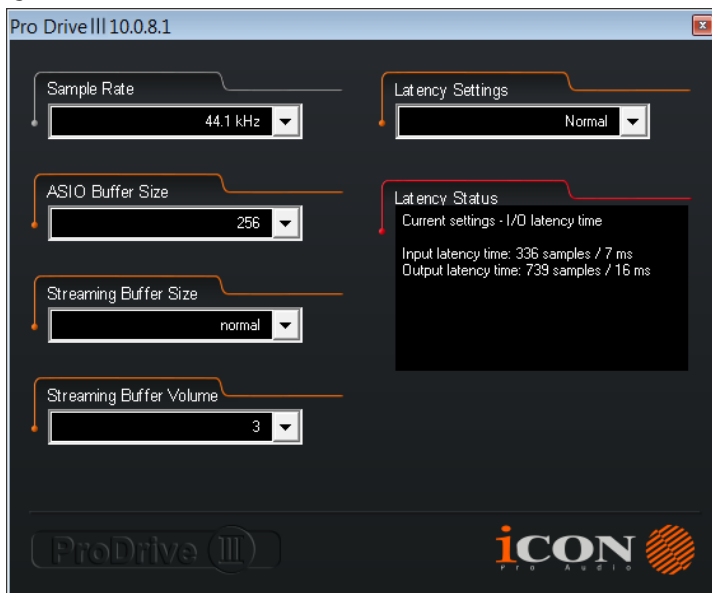 Pro Drive III 10.0.8.1
Sample Rate
44.1 kHz
ASIO Buffer Size
256
Streaming Buffer Size
normal
Streaming Buffer Volume
3
Latency Settings
Normal
Latency Status
Current settings - I/O latency time
Input latency time: 336 samples / 7 ms
Output latency time: 739 samples / 16 ms
ProDrive III
iCON
Pro Audio